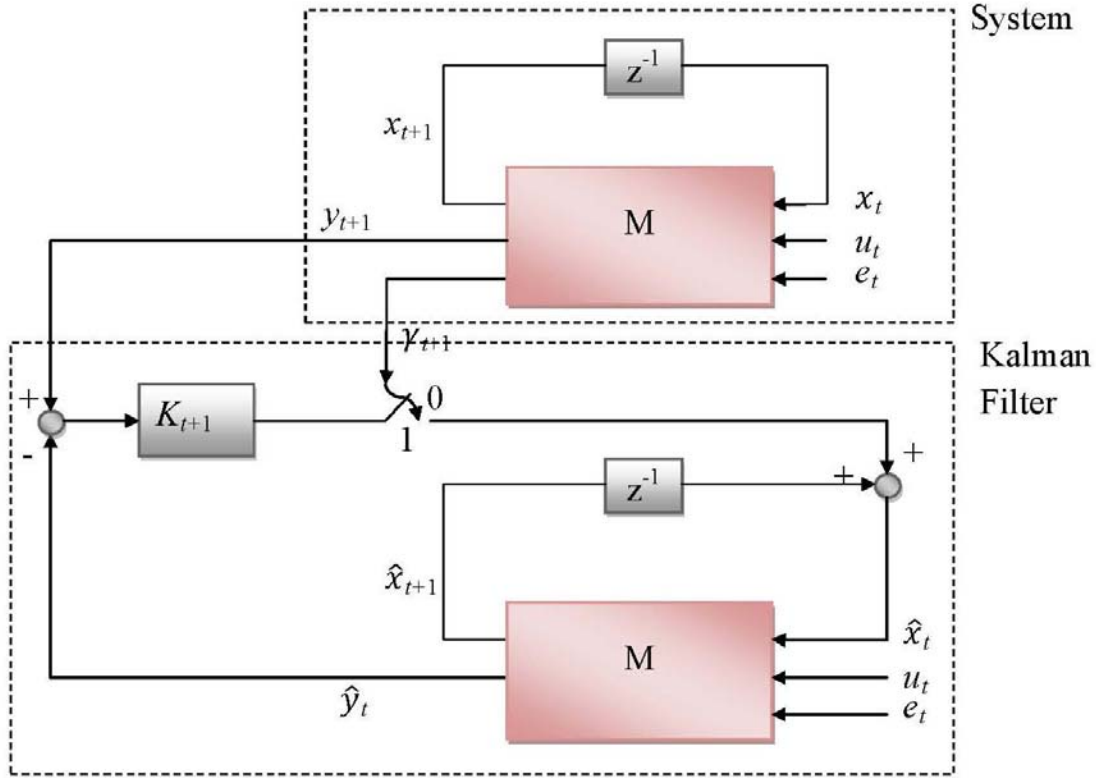 System
z⁻¹
xₜ₊₁
M
xₜ
yₜ₊₁
uₜ
eₜ
γₜ₊₁
Kalman
Filter
+
Kₜ₊₁
0
1
-
+
+
z⁻¹
x̂ₜ₊₁
M
x̂ₜ
uₜ
ŷₜ
eₜ